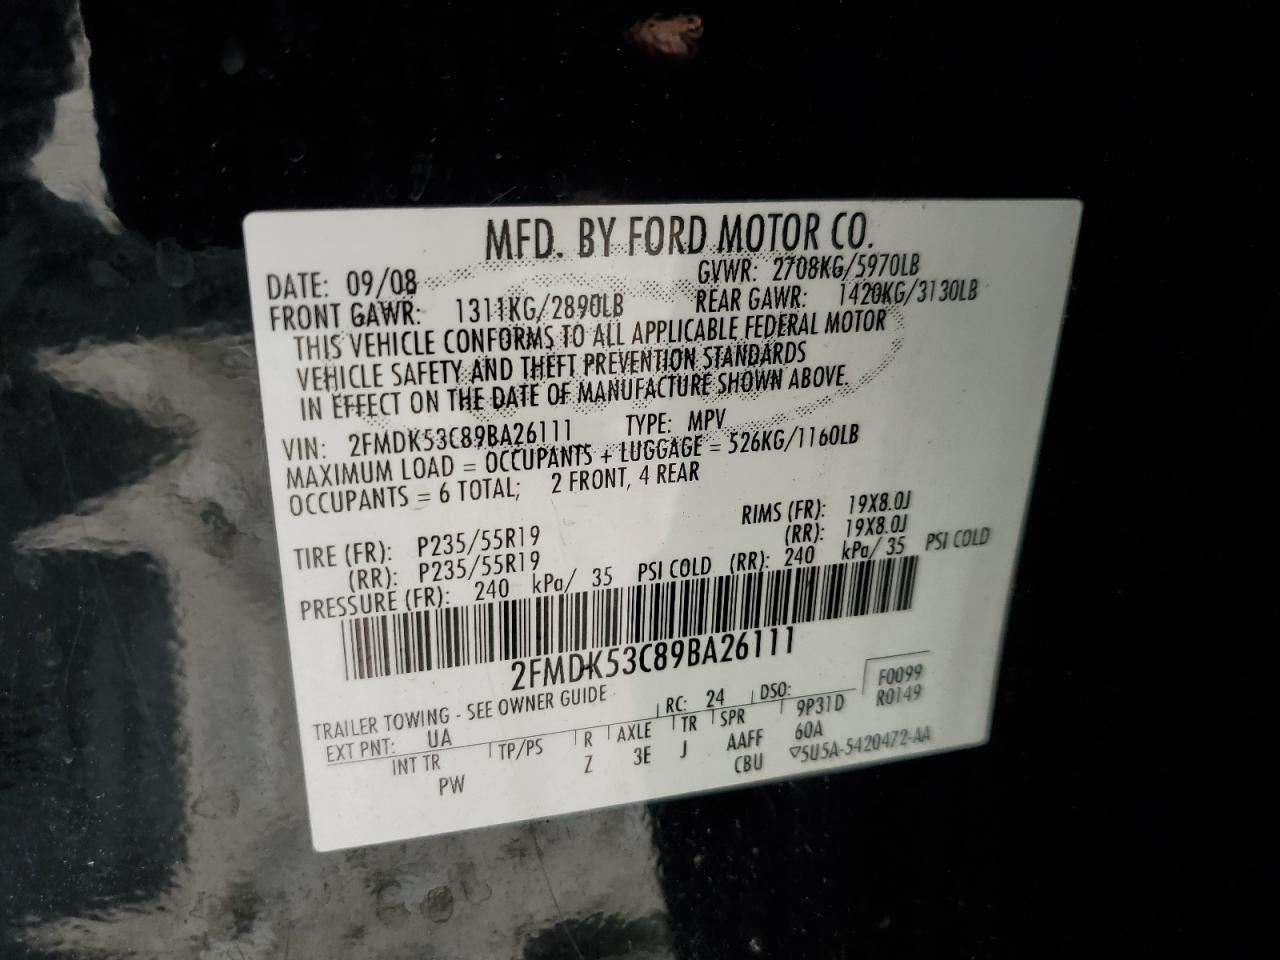 MFD. BY FORD MOTOR CO.
DATE: 09/08 GVWR: 2708KG/5970LB
FRONT GAWR: 1311KG/2890LB REAR GAWR: 1420KG/3130LB
THIS VEHICLE CONFORMS TO ALL APPLICABLE FEDERAL MOTOR
VEHICLE SAFETY AND THEFT PREVENTION STANDARDS
IN EFFECT ON THE DATE OF MANUFACTURE SHOWN ABOVE.
VIN: 2FMDK53C89BA26111 TYPE: MPV
MAXIMUM LOAD = OCCUPANTS + LUGGAGE = 526KG/1160LB
OCCUPANTS = 6 TOTAL; 2 FRONT, 4 REAR
TIRE (FR): P235/55R19 RIMS (FR): 19X8.0J
(RR): P235/55R19 (RR): 19X8.0J
PRESSURE (FR): 240 kPa/ 35 PSI COLD (RR): 240 kPa/ 35 PSI COLD
2FMDK53C89BA26111
TRAILER TOWING - SEE OWNER GUIDE RC: 24 DSO: F0099
EXT PNT: UA 9P31D R0149
INT TR TP/PS R AXLE TR SPR 60A
PW Z 3E J AAFF
CBU ▽5U5A-5420472-AA